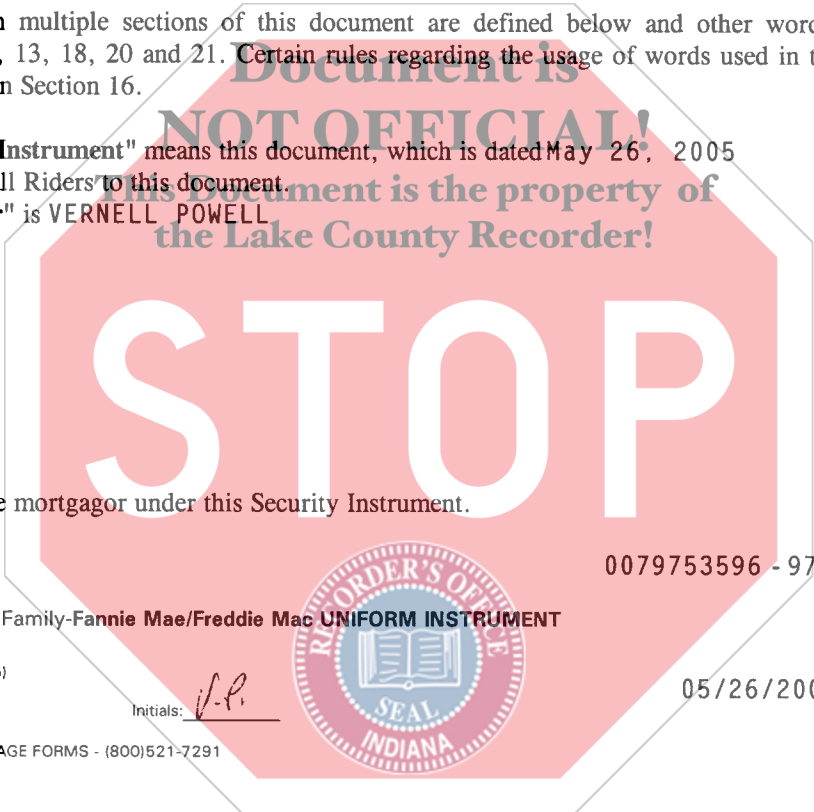 multiple sections of this document are defined below and other
13, 18, 20 and 21. Certain rules regarding the usage of words used in
n Section 16.
Document is
NOT OFFICIAL!
Instrument" means this document, which is dated May 26, 2005
ll Riders to this document.
This Document is the property of
" is VERNELL POWELL
the Lake County Recorder!
STOP
mortgagor under this Security Instrument.
0079753596 - 97
Family-Fannie Mae/Freddie Mac UNIFORM INSTRUMENT
RECORDER'S OFFICE
SEAL
INDIANA
Initials: V.P.
05/26/200
AGE FORMS - (800)521-7291